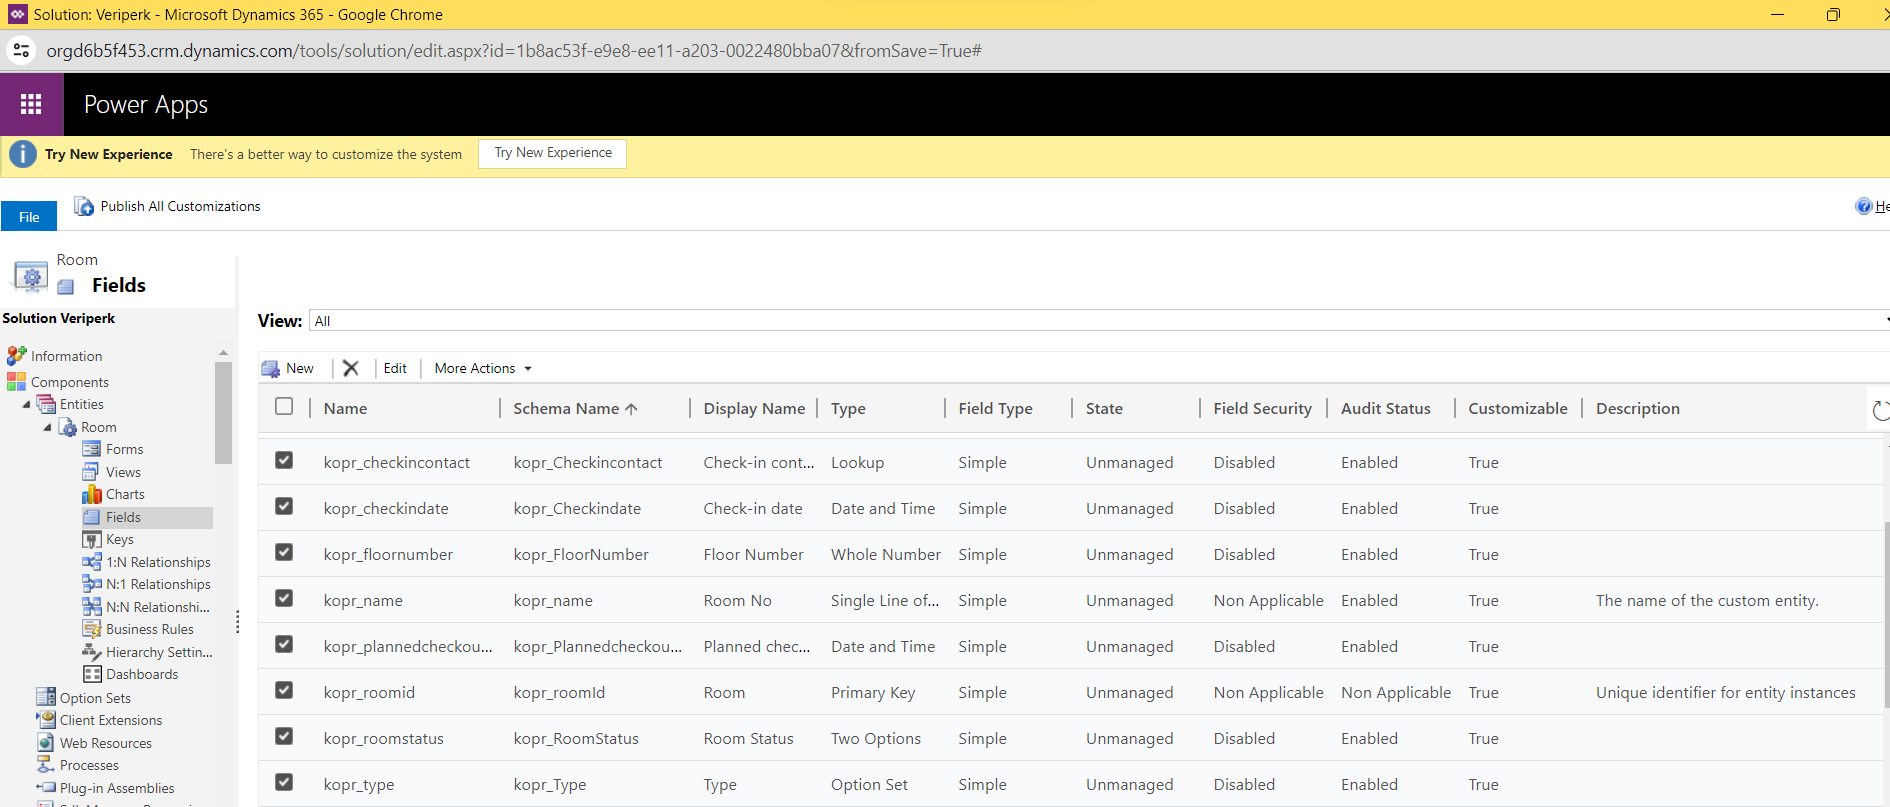 Solution: Veriperk - Microsoft Dynamics 365 - Google Chrome
orgd6b5f453.crm.dynamics.com/tools/solution/edit.aspx?id=1b8ac53f-e9e8-ee11-a203-0022480bba07&fromSave=True#
Power Apps
Try New Experience There's a better way to customize the system Try New Experience
File Publish All Customizations He
Room
Fields
Solution Veriperk
Information
Components
Entities
Room
Forms
Views
Charts
Fields
Keys
1:N Relationships
N:1 Relationships
N:N Relationshi...
Business Rules
Hierarchy Settin...
Dashboards
Option Sets
Client Extensions
Web Resources
Processes
Plug-in Assemblies
View: All
New Edit More Actions
Name Schema Name Display Name Type Field Type State Field Security Audit Status Customizable Description
kopr_checkincontact kopr_Checkincontact Check-in cont... Lookup Simple Unmanaged Disabled Enabled True
kopr_checkindate kopr_Checkindate Check-in date Date and Time Simple Unmanaged Disabled Enabled True
kopr_floornumber kopr_FloorNumber Floor Number Whole Number Simple Unmanaged Disabled Enabled True
kopr_name kopr_name Room No Single Line of... Simple Unmanaged Non Applicable Enabled True The name of the custom entity.
kopr_plannedcheckou... kopr_Plannedcheckou... Planned chec... Date and Time Simple Unmanaged Disabled Enabled True
kopr_roomid kopr_roomId Room Primary Key Simple Unmanaged Non Applicable Non Applicable True Unique identifier for entity instances
kopr_roomstatus kopr_RoomStatus Room Status Two Options Simple Unmanaged Disabled Enabled True
kopr_type kopr_Type Type Option Set Simple Unmanaged Disabled Enabled True